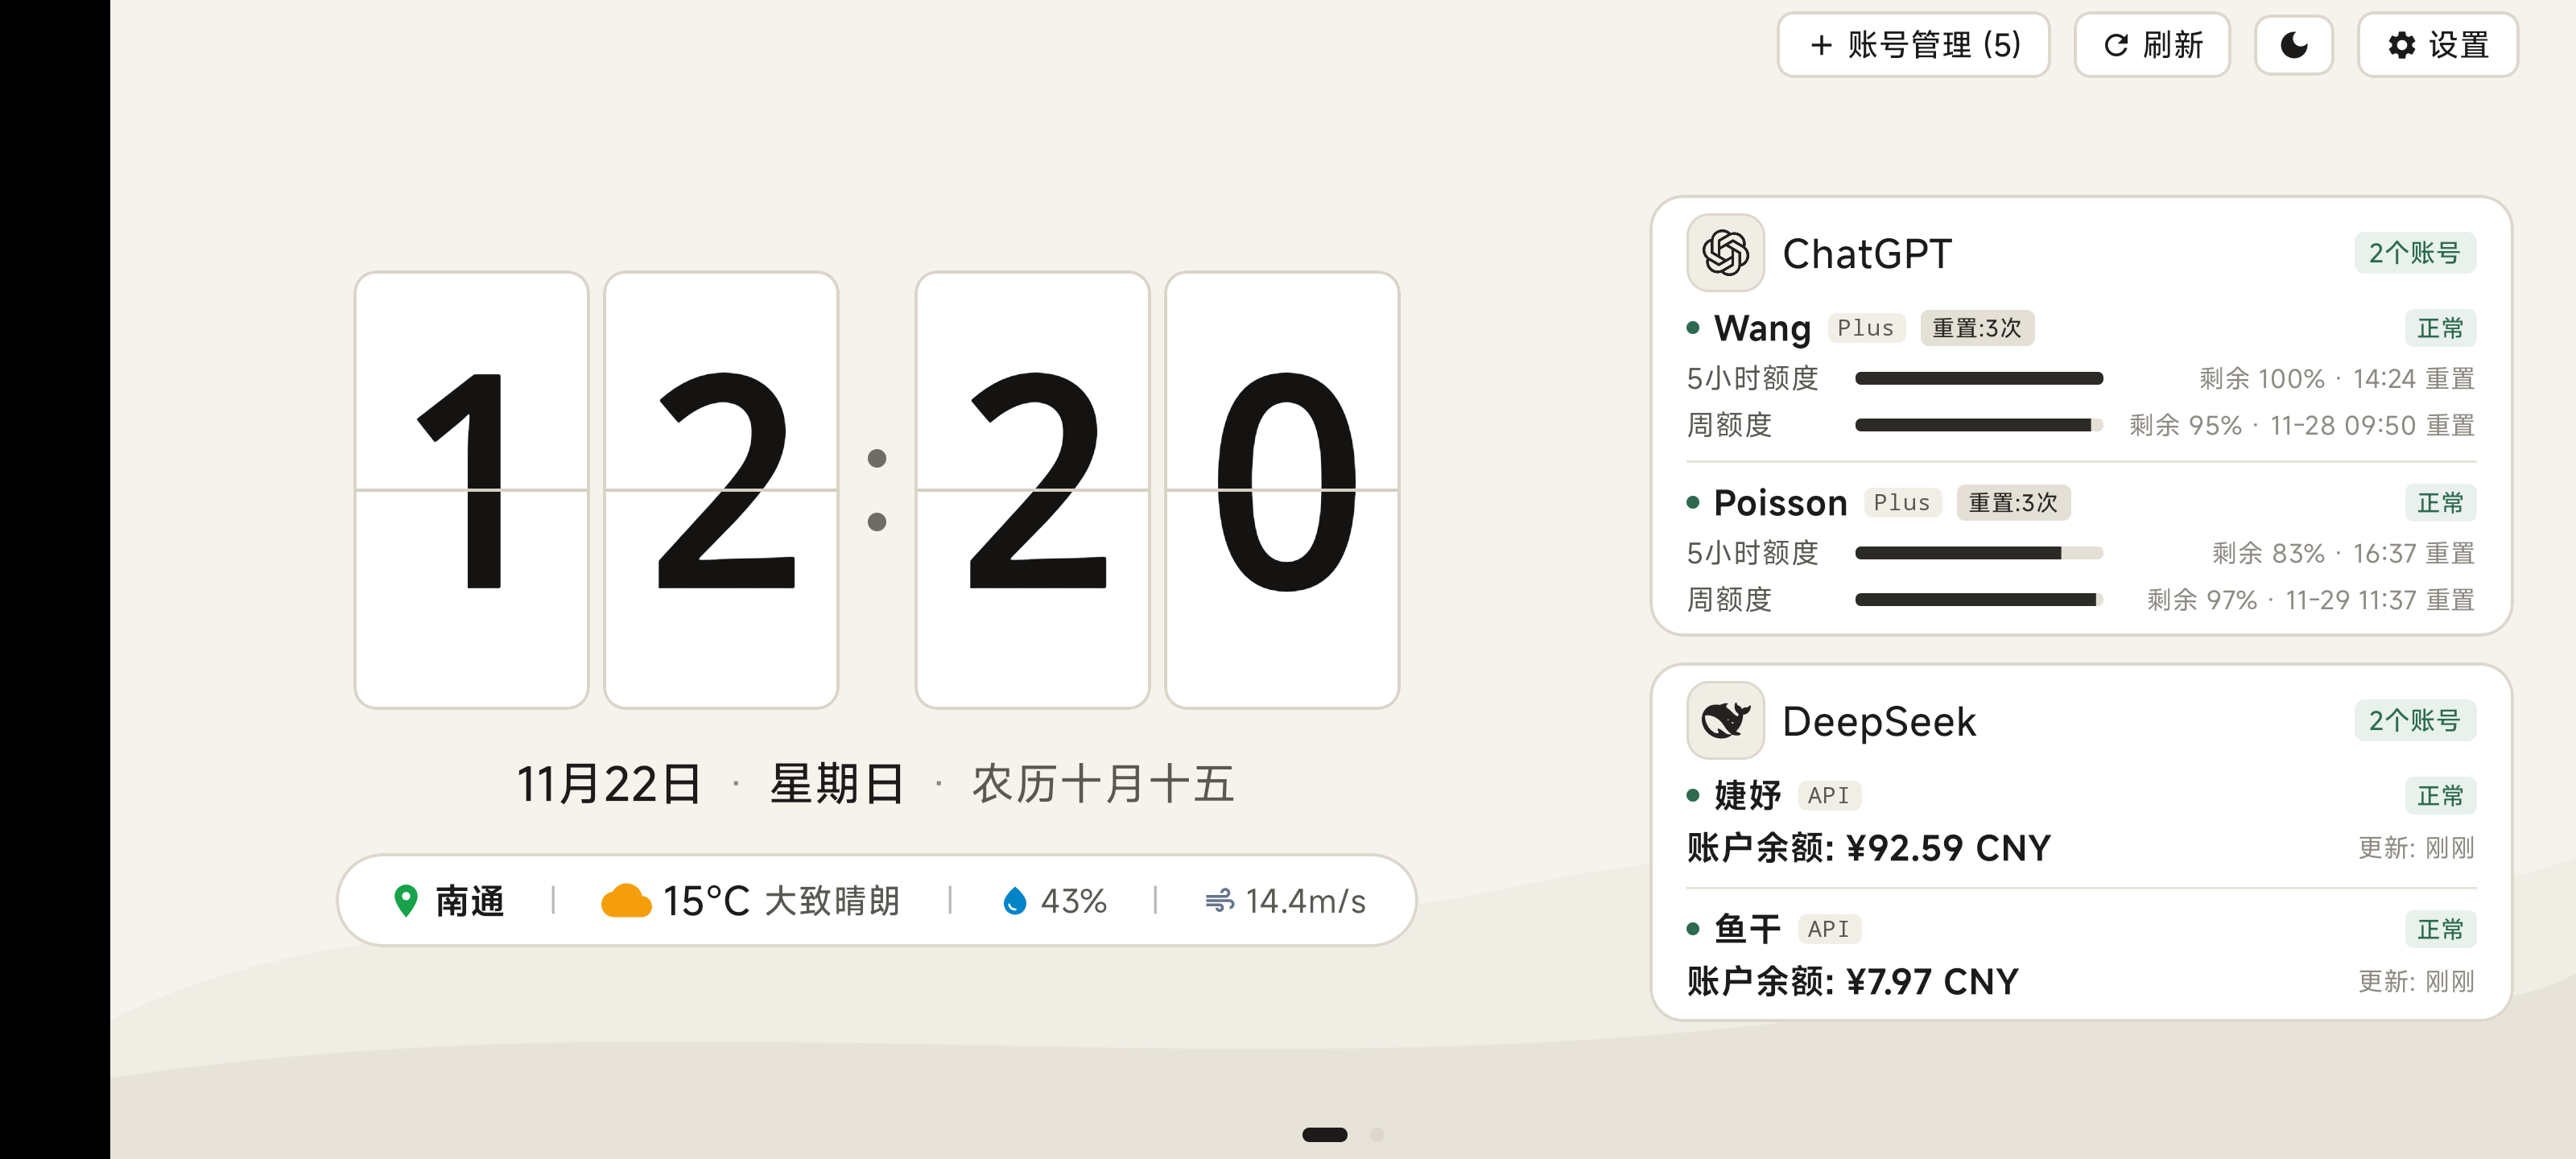 账号管理 (5) 刷新 设置
12:20
11月22日 · 星期日 · 农历十月十五
南通 | 15°C 大致晴朗 | 43% | 14.4m/s
ChatGPT 2个账号
Wang Plus 重置:3次 正常
5小时额度 剩余 100% · 14:24 重置
周额度 剩余 95% · 11-28 09:50 重置
Poisson Plus 重置:3次 正常
5小时额度 剩余 83% · 16:37 重置
周额度 剩余 97% · 11-29 11:37 重置
DeepSeek 2个账号
婕妤 API 正常
账户余额: ¥92.59 CNY 更新: 刚刚
鱼干 API 正常
账户余额: ¥7.97 CNY 更新: 刚刚